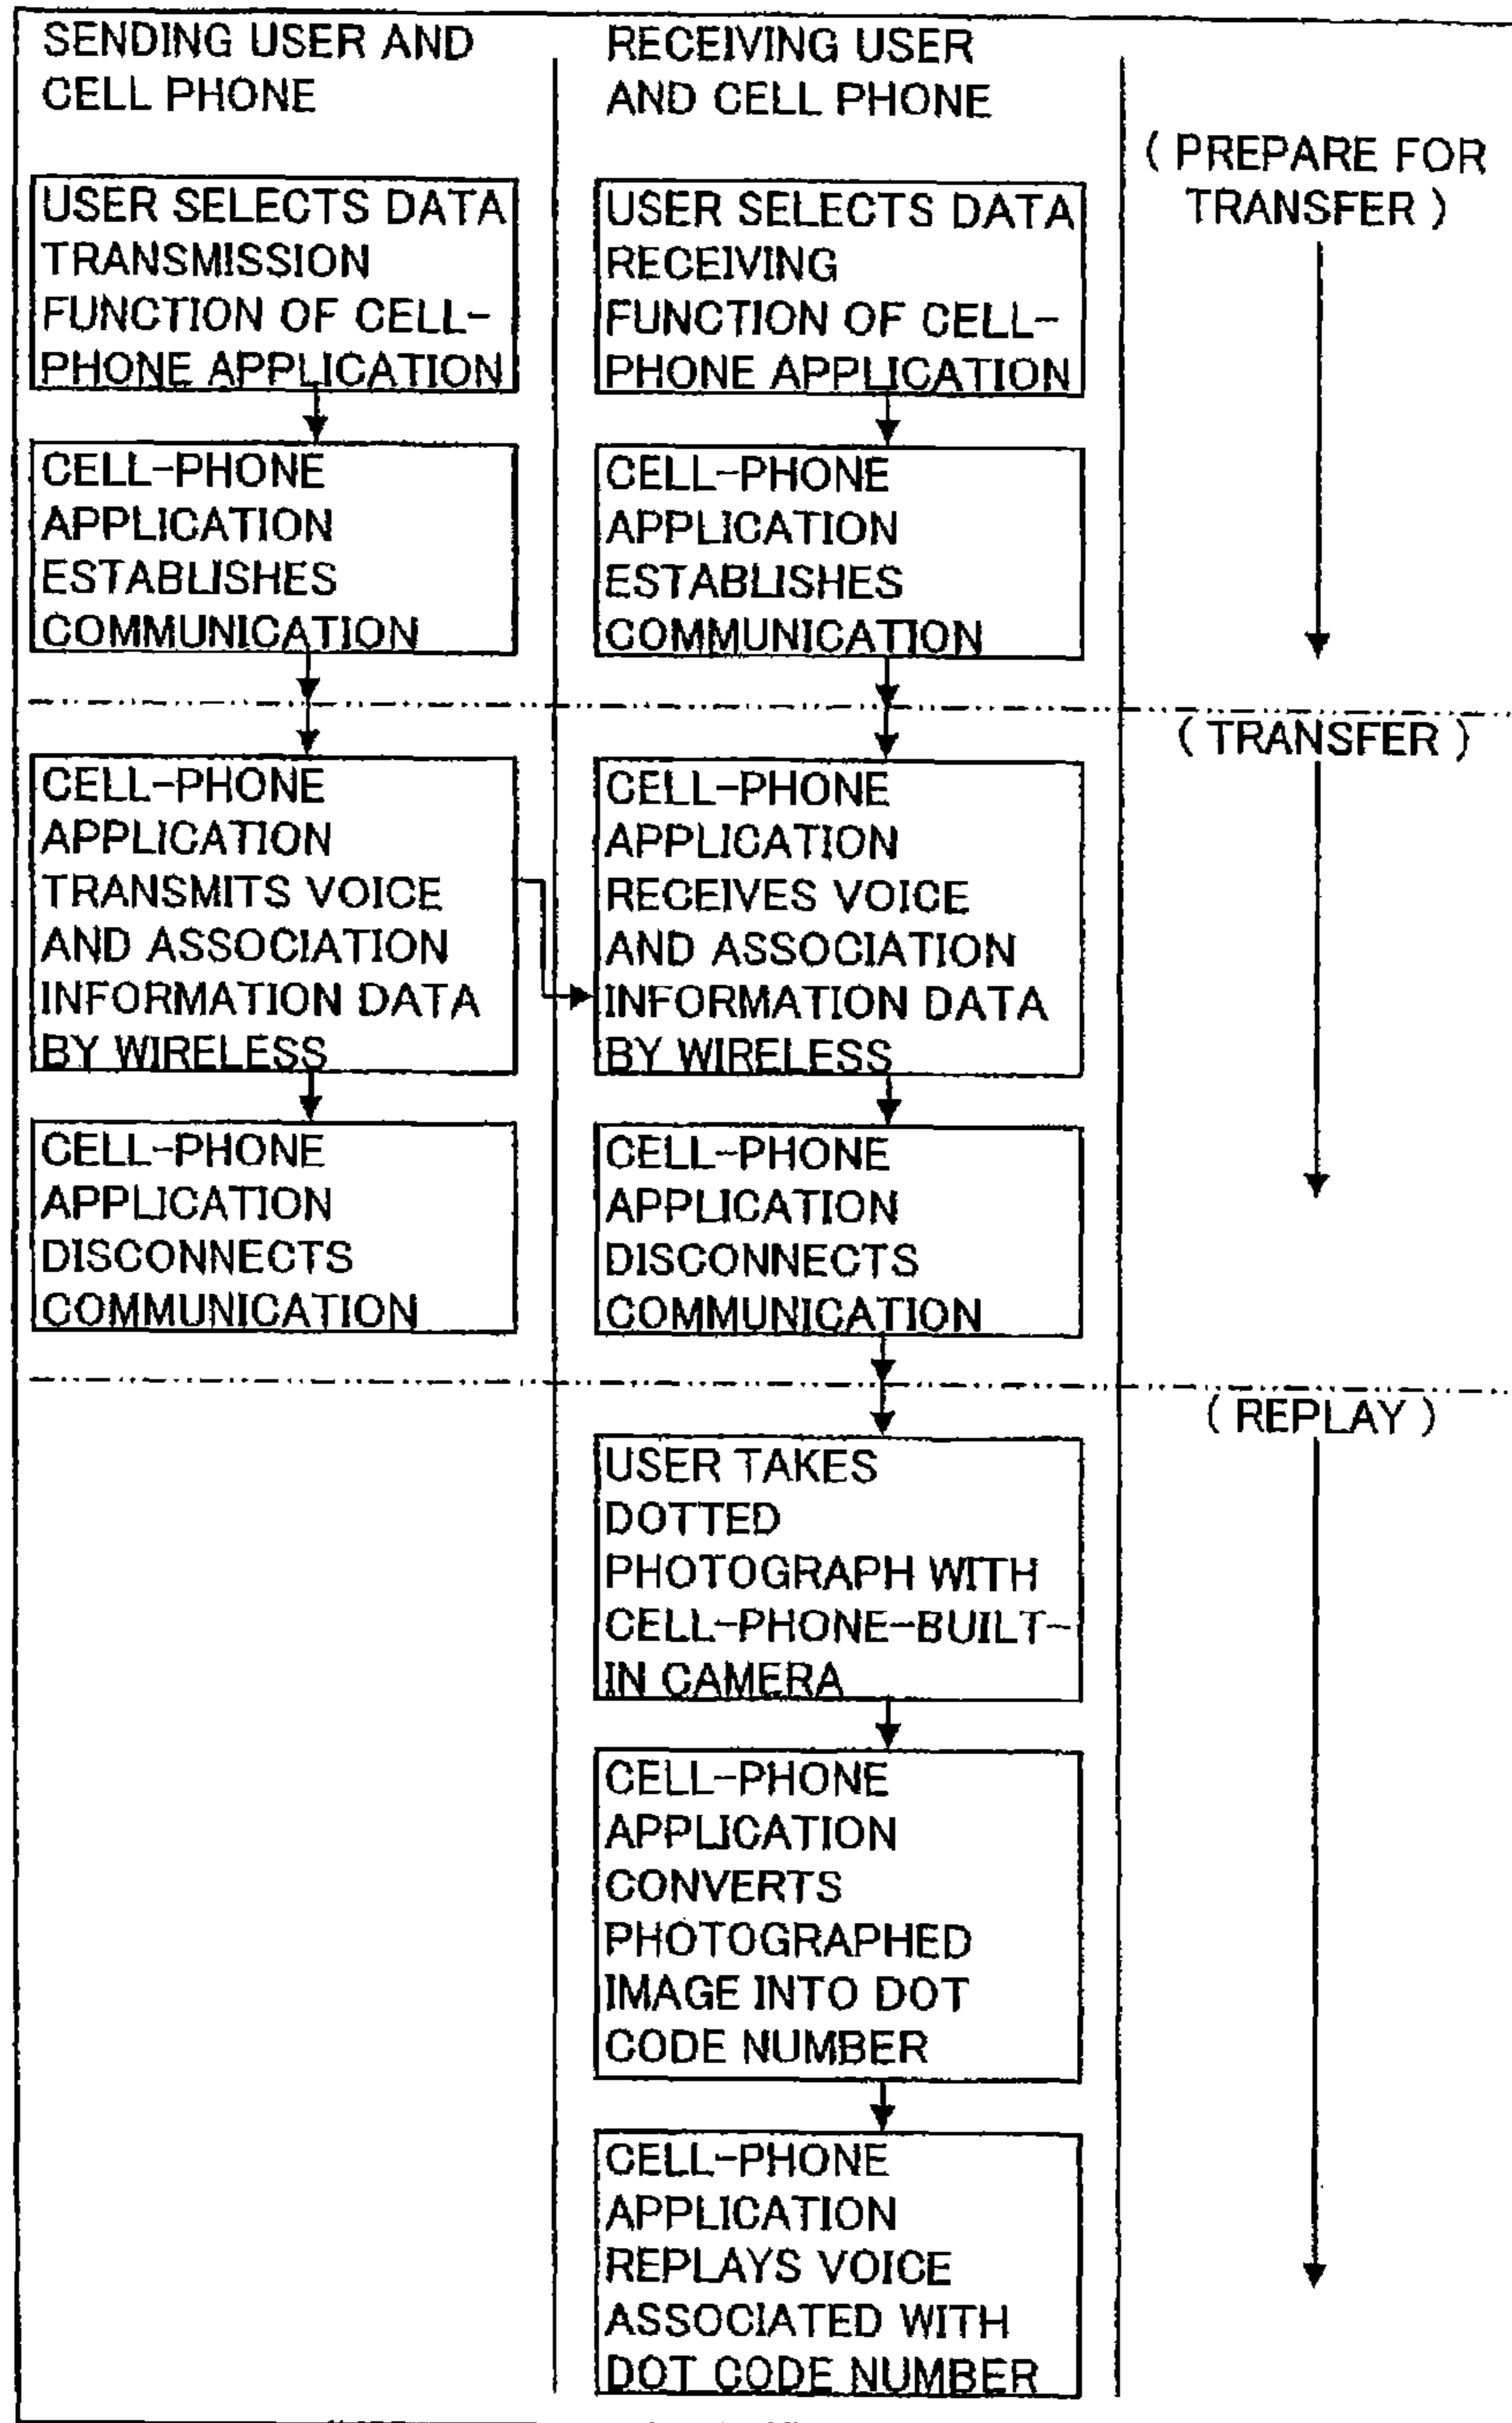 SENDING USER AND
CELL PHONE
RECEIVING USER
AND CELL PHONE
( PREPARE FOR
TRANSFER )
USER SELECTS DATA
TRANSMISSION
FUNCTION OF CELL-
PHONE APPLICATION
USER SELECTS DATA
RECEIVING
FUNCTION OF CELL-
PHONE APPLICATION
CELL-PHONE
APPLICATION
ESTABLISHES
COMMUNICATION
CELL-PHONE
APPLICATION
ESTABLISHES
COMMUNICATION
( TRANSFER )
CELL-PHONE
APPLICATION
TRANSMITS VOICE
AND ASSOCIATION
INFORMATION DATA
BY WIRELESS
CELL-PHONE
APPLICATION
RECEIVES VOICE
AND ASSOCIATION
INFORMATION DATA
BY WIRELESS
CELL-PHONE
APPLICATION
DISCONNECTS
COMMUNICATION
CELL-PHONE
APPLICATION
DISCONNECTS
COMMUNICATION
( REPLAY )
USER TAKES
DOTTED
PHOTOGRAPH WITH
CELL-PHONE-BUILT-
IN CAMERA
CELL-PHONE
APPLICATION
CONVERTS
PHOTOGRAPHED
IMAGE INTO DOT
CODE NUMBER
CELL-PHONE
APPLICATION
REPLAYS VOICE
ASSOCIATED WITH
DOT CODE NUMBER